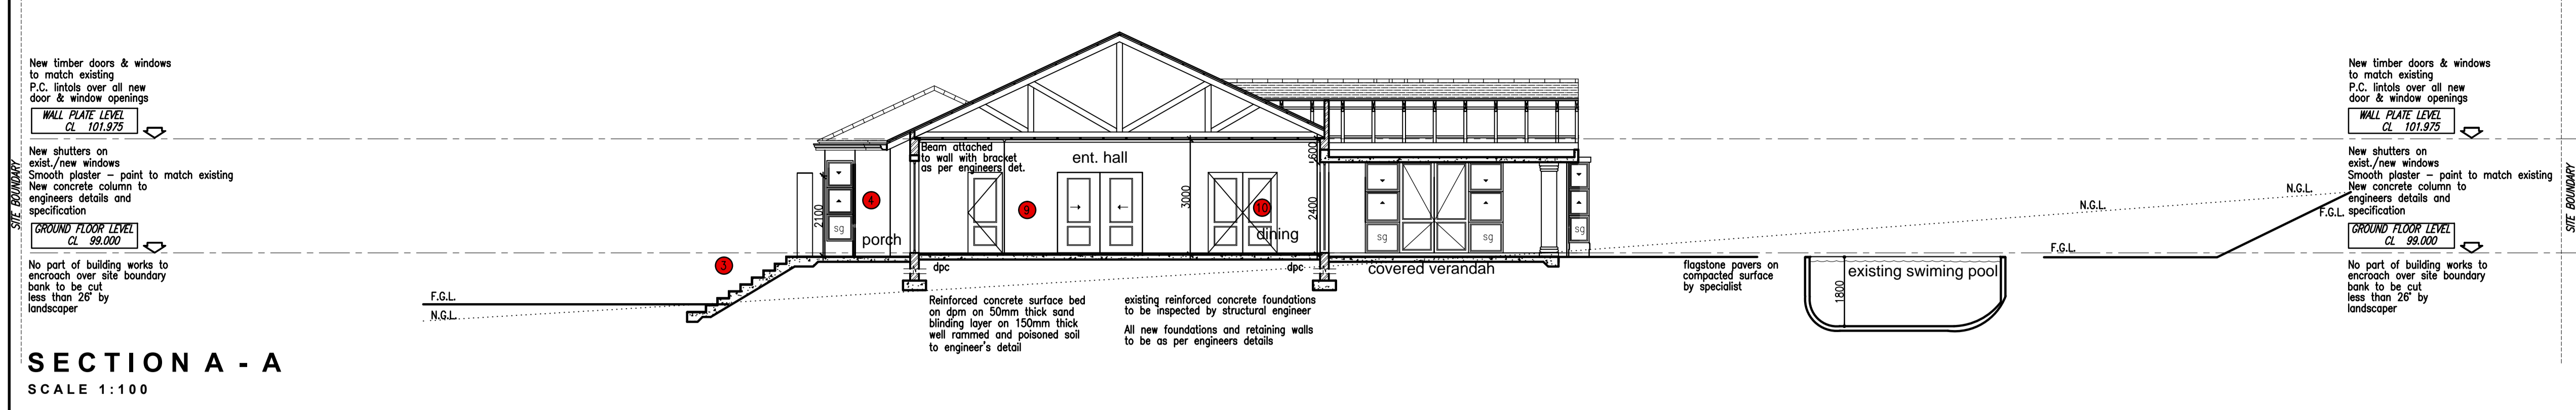 New timber doors & windows
to match existing
P.C. lintols over all new
door & window openings
WALL PLATE LEVEL
CL 101.975
New shutters on
exist./new windows
Smooth plaster – paint to match existing
New concrete column to
engineers details and
specification
GROUND FLOOR LEVEL
CL 99.000
No part of building works to
encroach over site boundary
bank to be cut
less than 26° by
landscaper
SITE BOUNDARY
SECTION A - A
SCALE 1:100
F.G.L.
N.G.L.
3
2100
sg
4
porch
Beam attached
to wall with bracket
as per engineers det.
ent. hall
9
3000
10
dining
600
2400
dpc
dpc
Reinforced concrete surface bed
on dpm on 50mm thick sand
blinding layer on 150mm thick
well rammed and poisoned soil
to engineer's detail
existing reinforced concrete foundations
to be inspected by structural engineer
All new foundations and retaining walls
to be as per engineers details
sg
sg
sg
covered verandah
flagstone pavers on
compacted surface
by specialist
1800
existing swiming pool
F.G.L.
N.G.L.
N.G.L.
F.G.L.
New timber doors & windows
to match existing
P.C. lintols over all new
door & window openings
WALL PLATE LEVEL
CL 101.975
New shutters on
exist./new windows
Smooth plaster – paint to match existing
New concrete column to
engineers details and
specification
GROUND FLOOR LEVEL
CL 99.000
No part of building works to
encroach over site boundary
bank to be cut
less than 26° by
landscaper
SITE BOUNDARY